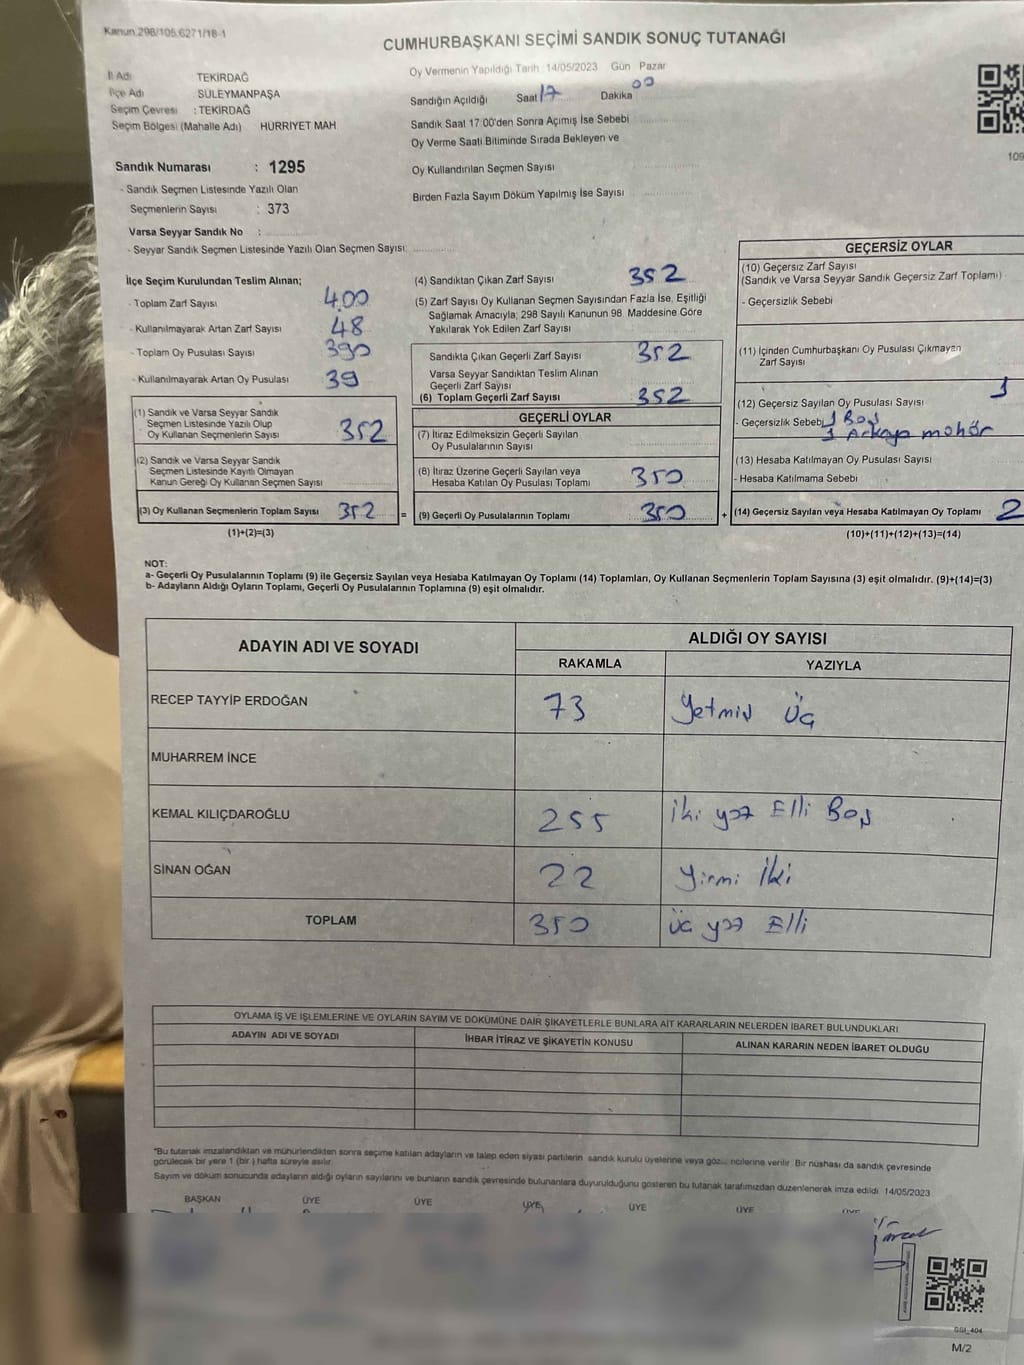 Kanun.298/105,6271/18-1
CUMHURBAŞKANI SEÇİMİ SANDIK SONUÇ TUTANAĞI
İl Adı TEKİRDAĞ
İlçe Adı SÜLEYMANPAŞA
Seçim Çevresi : TEKİRDAĞ
Seçim Bölgesi (Mahalle Adı) HÜRRİYET MAH
Oy Vermenin Yapıldığı Tarih : 14/05/2023 Gün Pazar
Sandığın Açıldığı Saat 17 Dakika 00
Sandık Saat 17:00'den Sonra Açımış İse Sebebi
Oy Verme Saati Bitiminde Sırada Bekleyen ve
Oy Kullandırılan Seçmen Sayısı
Birden Fazla Sayım Döküm Yapılmış İse Sayısı
109
Sandık Numarası : 1295
- Sandık Seçmen Listesinde Yazılı Olan
Seçmenlerin Sayısı : 373
Varsa Seyyar Sandık No :
- Seyyar Sandık Seçmen Listesinde Yazılı Olan Seçmen Sayısı:
İlçe Seçim Kurulundan Teslim Alınan;
- Toplam Zarf Sayısı 400
- Kullanılmayarak Artan Zarf Sayısı 48
- Toplam Oy Pusulası Sayısı 390
- Kullanılmayarak Artan Oy Pusulası 39
(1) Sandık ve Varsa Seyyar Sandık
Seçmen Listesinde Yazılı Olup
Oy Kullanan Seçmenlerin Sayısı 352
(2) Sandık ve Varsa Seyyar Sandık
Seçmen Listesinde Kayıtlı Olmayan
Kanun Gereği Oy Kullanan Seçmen Sayısı
(3) Oy Kullanan Seçmenlerin Toplam Sayısı 352 =
(1)+(2)=(3)
(4) Sandıktan Çıkan Zarf Sayısı 352
(5) Zarf Sayısı Oy Kullanan Seçmen Sayısından Fazla İse, Eşitliği
Sağlamak Amacıyla; 298 Sayılı Kanunun 98. Maddesine Göre
Yakılarak Yok Edilen Zarf Sayısı
Sandıkta Çıkan Geçerli Zarf Sayısı 352
Varsa Seyyar Sandıktan Teslim Alınan
Geçerli Zarf Sayısı
(6) Toplam Geçerli Zarf Sayısı 352
GEÇERLİ OYLAR
(7) İtiraz Edilmeksizin Geçerli Sayılan
Oy Pusulalarının Sayısı
(8) İtiraz Üzerine Geçerli Sayılan veya
Hesaba Katılan Oy Pusulası Toplamı 350
(9) Geçerli Oy Pusulalarının Toplamı 350 +
GEÇERSİZ OYLAR
(10) Geçersiz Zarf Sayısı
(Sandık ve Varsa Seyyar Sandık Geçersiz Zarf Toplamı)
- Geçersizlik Sebebi
(11) İçinden Cumhurbaşkanı Oy Pusulası Çıkmayan
Zarf Sayısı
(12) Geçersiz Sayılan Oy Pusulası Sayısı 1
- Geçersizlik Sebebi 1 Boş
1 Arkaya mohör
(13) Hesaba Katılmayan Oy Pusulası Sayısı
- Hesaba Katılmama Sebebi
(14) Geçersiz Sayılan veya Hesaba Katılmayan Oy Toplamı 2
(10)+(11)+(12)+(13)=(14)
NOT:
a- Geçerli Oy Pusulalarının Toplamı (9) ile Geçersiz Sayılan veya Hesaba Katılmayan Oy Toplamı (14) Toplamları, Oy Kullanan Seçmenlerin Toplam Sayısına (3) eşit olmalıdır. (9)+(14)=(3)
b- Adayların Aldığı Oyların Toplamı, Geçerli Oy Pusulalarının Toplamına (9) eşit olmalıdır.
ADAYIN ADI VE SOYADI ALDIĞI OY SAYISI
RAKAMLA YAZIYLA
RECEP TAYYİP ERDOĞAN 73 Yetmiş üç
MUHARREM İNCE
KEMAL KILIÇDAROĞLU 255 İki yoz Elli Boş
SİNAN OĞAN 22 Yirmi İki
TOPLAM 350 üç yoz Elli
OYLAMA İŞ VE İŞLEMLERİNE VE OYLARIN SAYIM VE DÖKÜMÜNE DAİR ŞİKAYETLERLE BUNLARA AİT KARARLARIN NELERDEN İBARET BULUNDUKLARI
ADAYIN ADI VE SOYADI İHBAR İTİRAZ VE ŞİKAYETİN KONUSU ALINAN KARARIN NEDEN İBARET OLDUĞU
*Bu tutanak imzalandıktan ve mühürlendikten sonra seçime katılan adayların ve talep eden siyasi partilerin sandık kurulu üyelerine veya verilir. Bir nüshası da sandık çevresinde
görülecek bir yere 1 (bir ) hafta süreyle asılır.
Sayım ve döküm sonucunda adayların aldığı oyların sayılarını ve bunların sandık çevresinde bulunanlara duyurulduğunu gösteren bu tutanak tarafımızdan düzenlenerek imza edildi. 14/05/2023
BAŞKAN ÜYE ÜYE ÜYE ÜYE ÜYE ÜYE
GGI_404
M/2